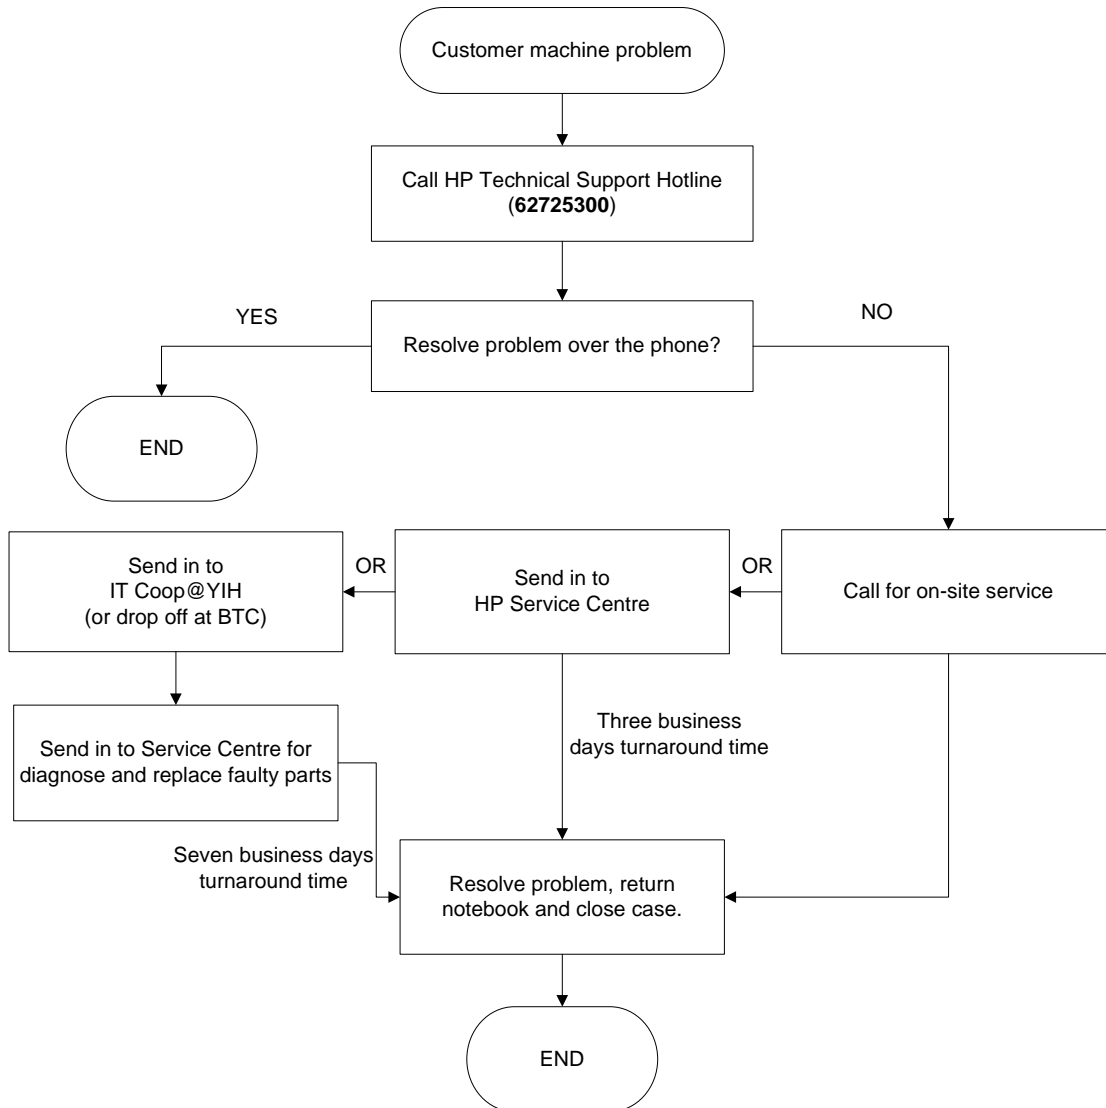 Customer machine problem
Call HP Technical Support Hotline
(62725300)
YES
NO
Resolve problem over the phone?
END
Send in to
IT Coop@YIH
(or drop off at BTC)
OR
Send in to
HP Service Centre
OR
Call for on-site service
Send in to Service Centre for
diagnose and replace faulty parts
Three business
days turnaround time
Seven business days
turnaround time
Resolve problem, return
notebook and close case.
END